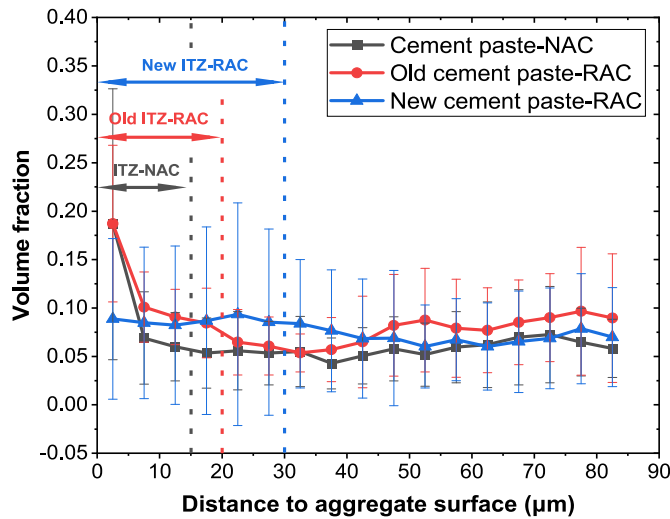 0.40
0.35
0.30
0.25
0.20
0.15
0.10
0.05
0.00
-0.05
Volume fraction
New ITZ-RAC
Old ITZ-RAC
ITZ-NAC
Cement paste-NAC
Old cement paste-RAC
New cement paste-RAC
0 10 20 30 40 50 60 70 80 90
Distance to aggregate surface (μm)